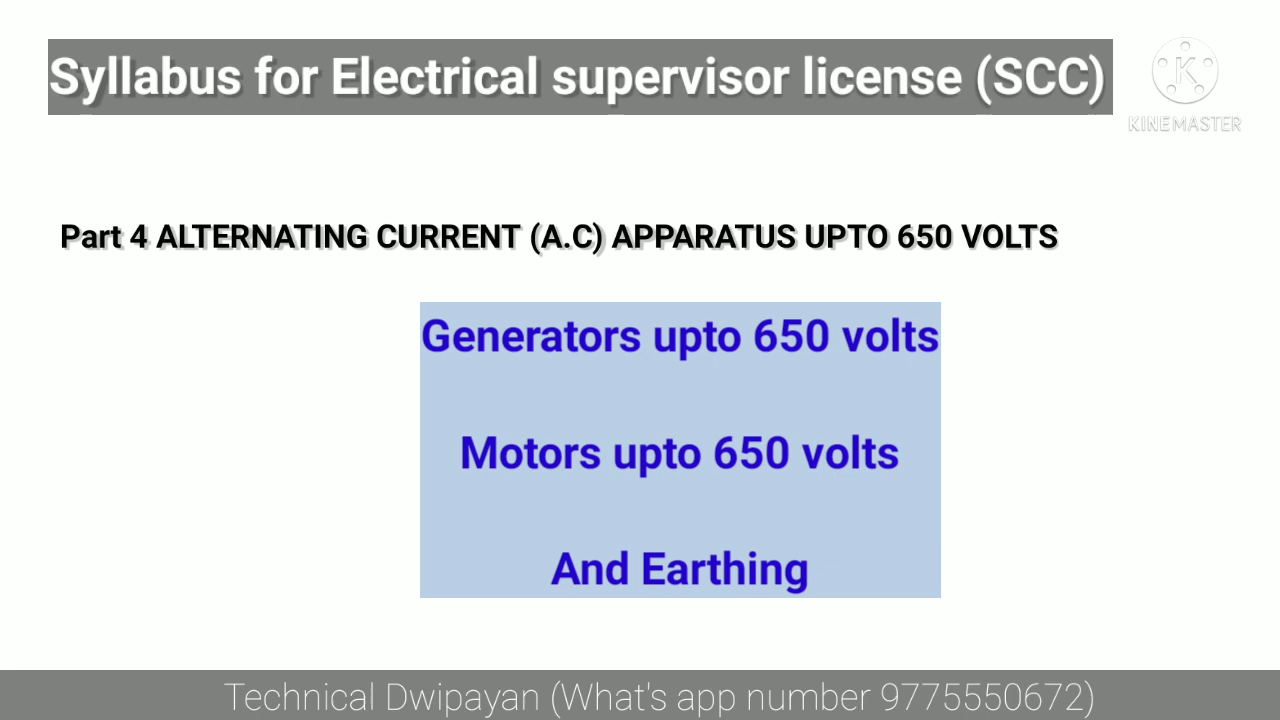 Syllabus for Electrical supervisor license (SCC)
K
KINEMASTER
Part 4 ALTERNATING CURRENT (A.C) APPARATUS UPTO 650 VOLTS
Generators upto 650 volts
Motors upto 650 volts
And Earthing
Technical Dwipayan (What's app number 9775550672)